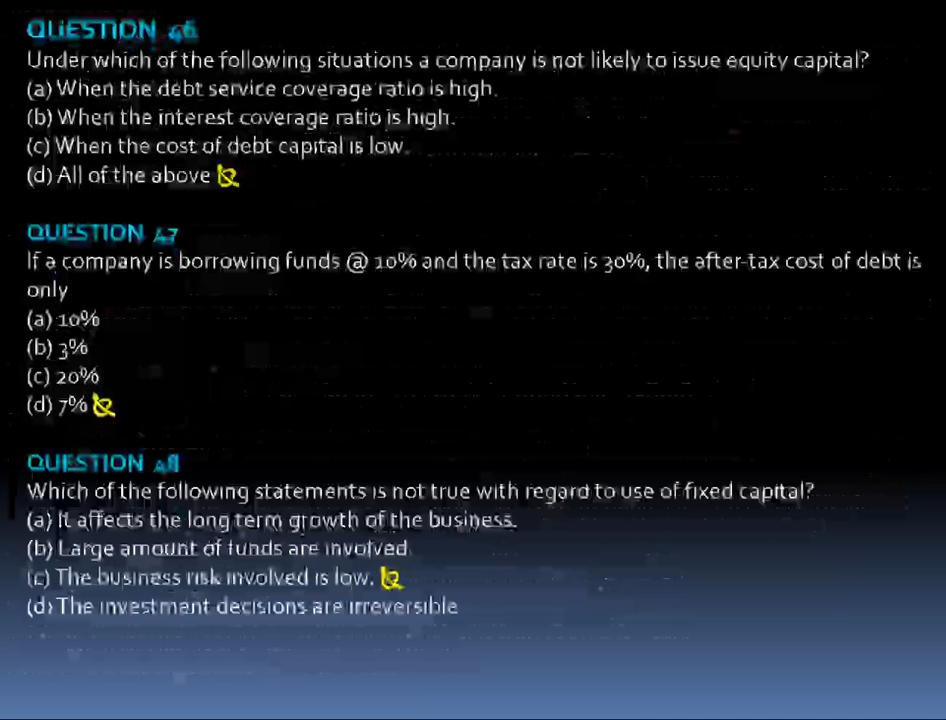 QUESTION 46
Under which of the following situations a company is not likely to issue equity capital?
(a) When the debt service coverage ratio is high.
(b) When the interest coverage ratio is high.
(c) When the cost of debt capital is low.
(d) All of the above
QUESTION 47
If a company is borrowing funds @ 10% and the tax rate is 30%, the after-tax cost of debt is
only
(a) 10%
(b) 3%
(c) 20%
(d) 7%
QUESTION 48
Which of the following statements is not true with regard to use of fixed capital?
(a) It affects the long term growth of the business.
(b) Large amount of funds are involved
(c) The business risk involved is low.
(d) The investment decisions are irreversible